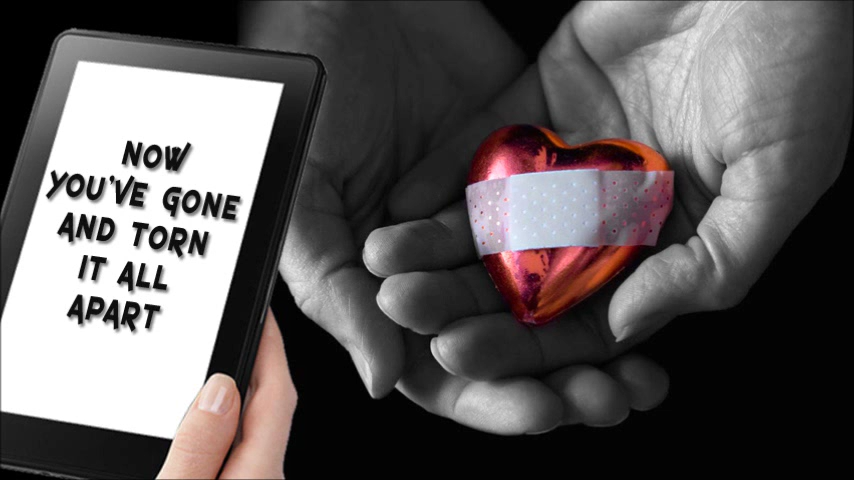 NOW
YOU'VE GONE
AND TORN
IT ALL
APART